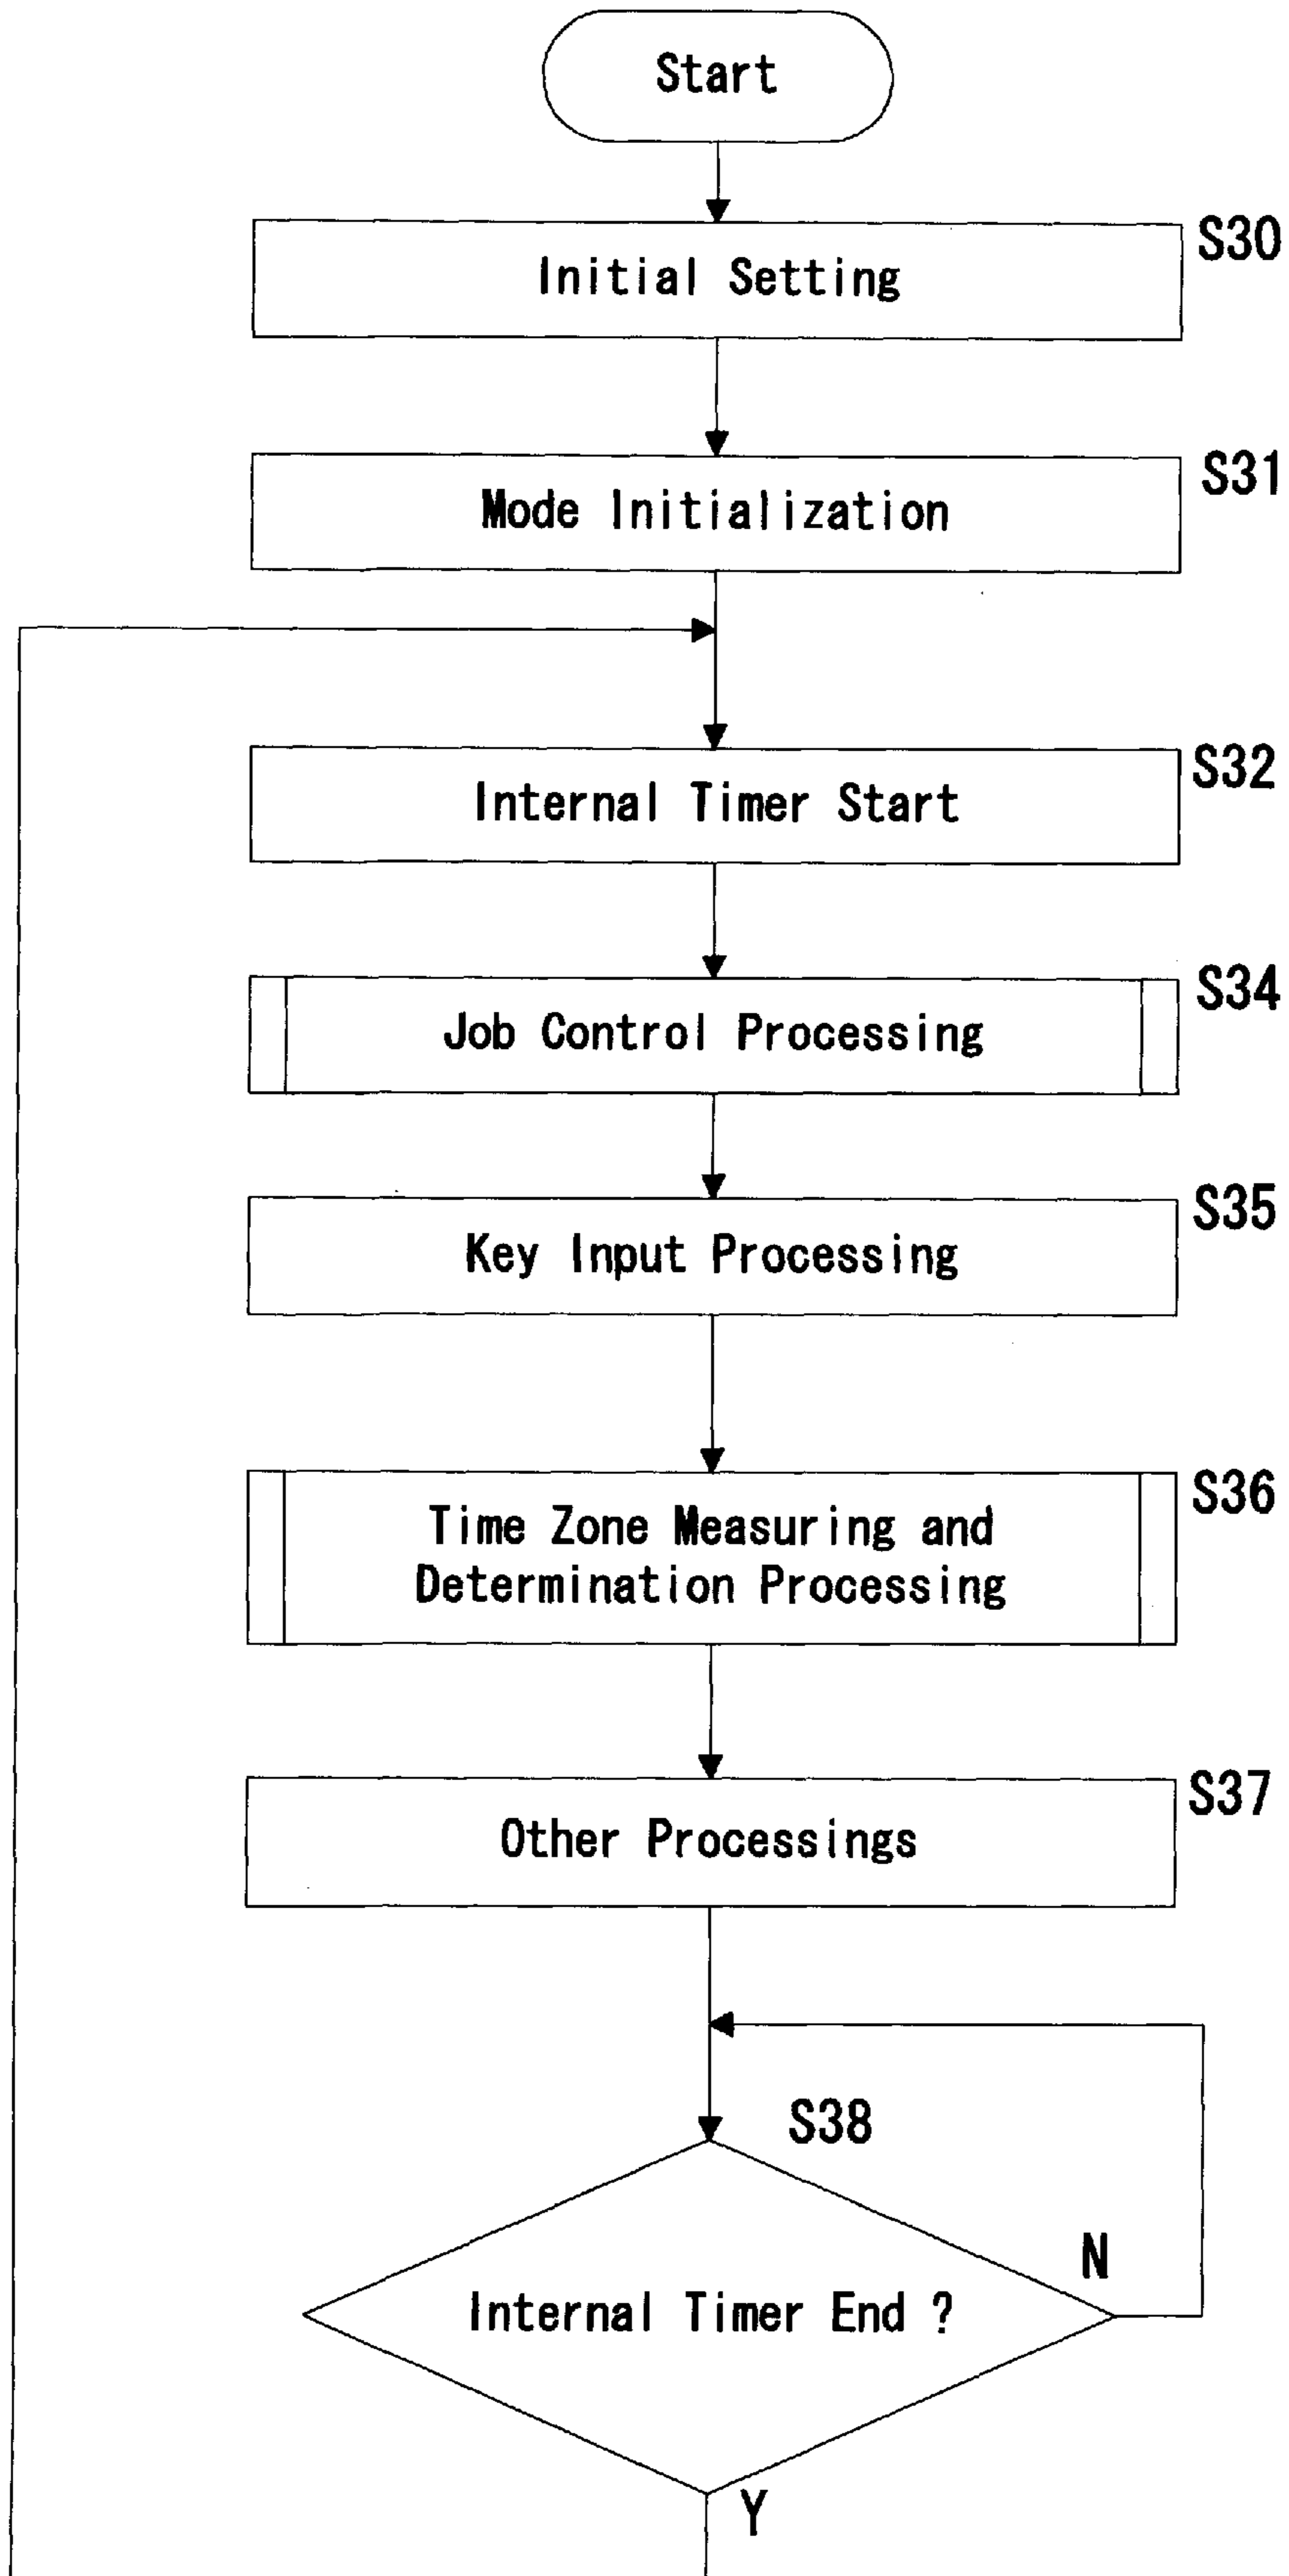 Start
S30
Initial Setting
S31
Mode Initialization
S32
Internal Timer Start
S34
Job Control Processing
S35
Key Input Processing
S36
Time Zone Measuring and
Determination Processing
S37
Other Processings
S38
N
Internal Timer End ?
Y